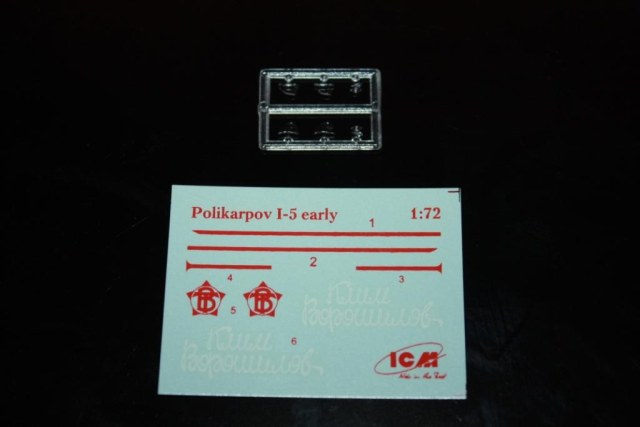 Polikarpov I-5 early 1:72
1
2
4 3
5
Клим
Ворошилов
6
Клим
Ворошилов
ICM